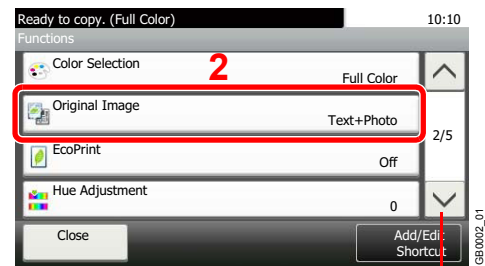 Ready to copy. (Full Color)
10:10
Functions
Color Selection
2
Full Color
Original Image
Text+Photo
2/5
EcoPrint
Off
Hue Adjustment
0
Close
Add/Edit
Shortcut
GB0002_01